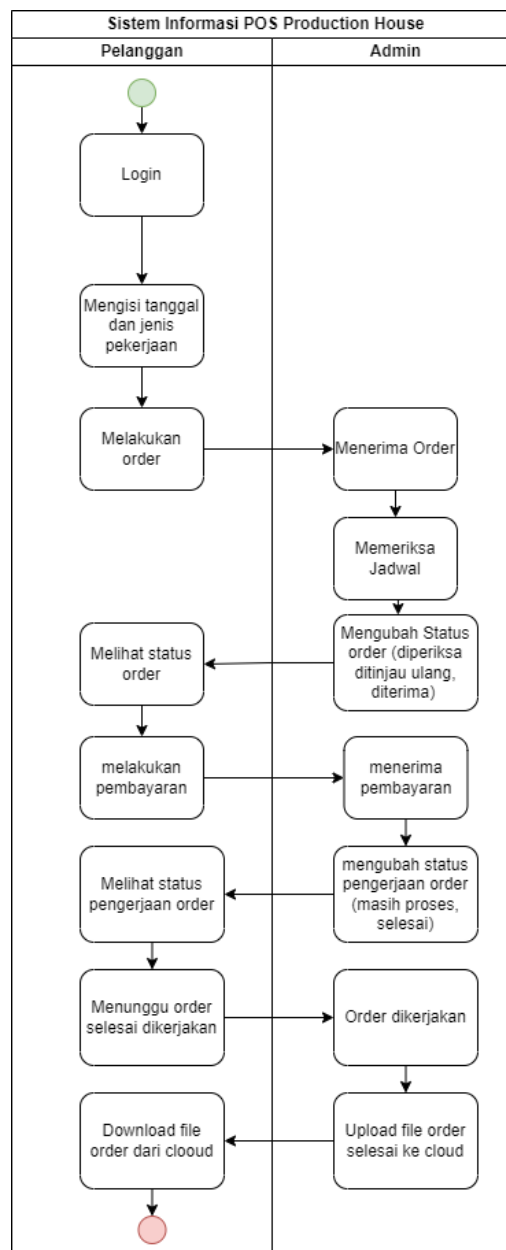 Sistem Informasi POS Production House
Pelanggan
Admin
Login
Mengisi tanggal
dan jenis
pekerjaan
Melakukan
order
Menerima Order
Memeriksa
Jadwal
Mengubah Status
order (diperiksa
ditinjau ulang,
diterima)
Melihat status
order
melakukan
pembayaran
menerima
pembayaran
mengubah status
pengerjaan order
(masih proses,
selesai)
Melihat status
pengerjaan order
Menunggu order
selesai dikerjakan
Order dikerjakan
Upload file order
selesai ke cloud
Download file
order dari clooud